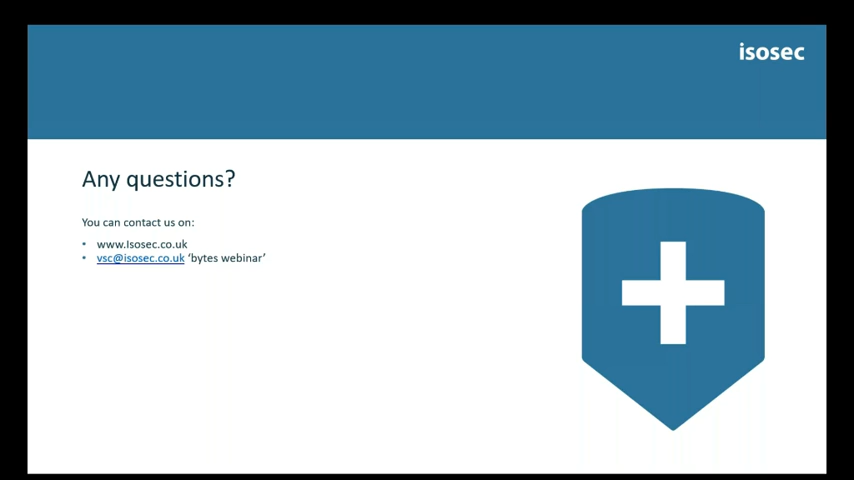 isosec
Any questions?
You can contact us on:
• www.Isosec.co.uk
• vsc@isosec.co.uk ‘bytes webinar’